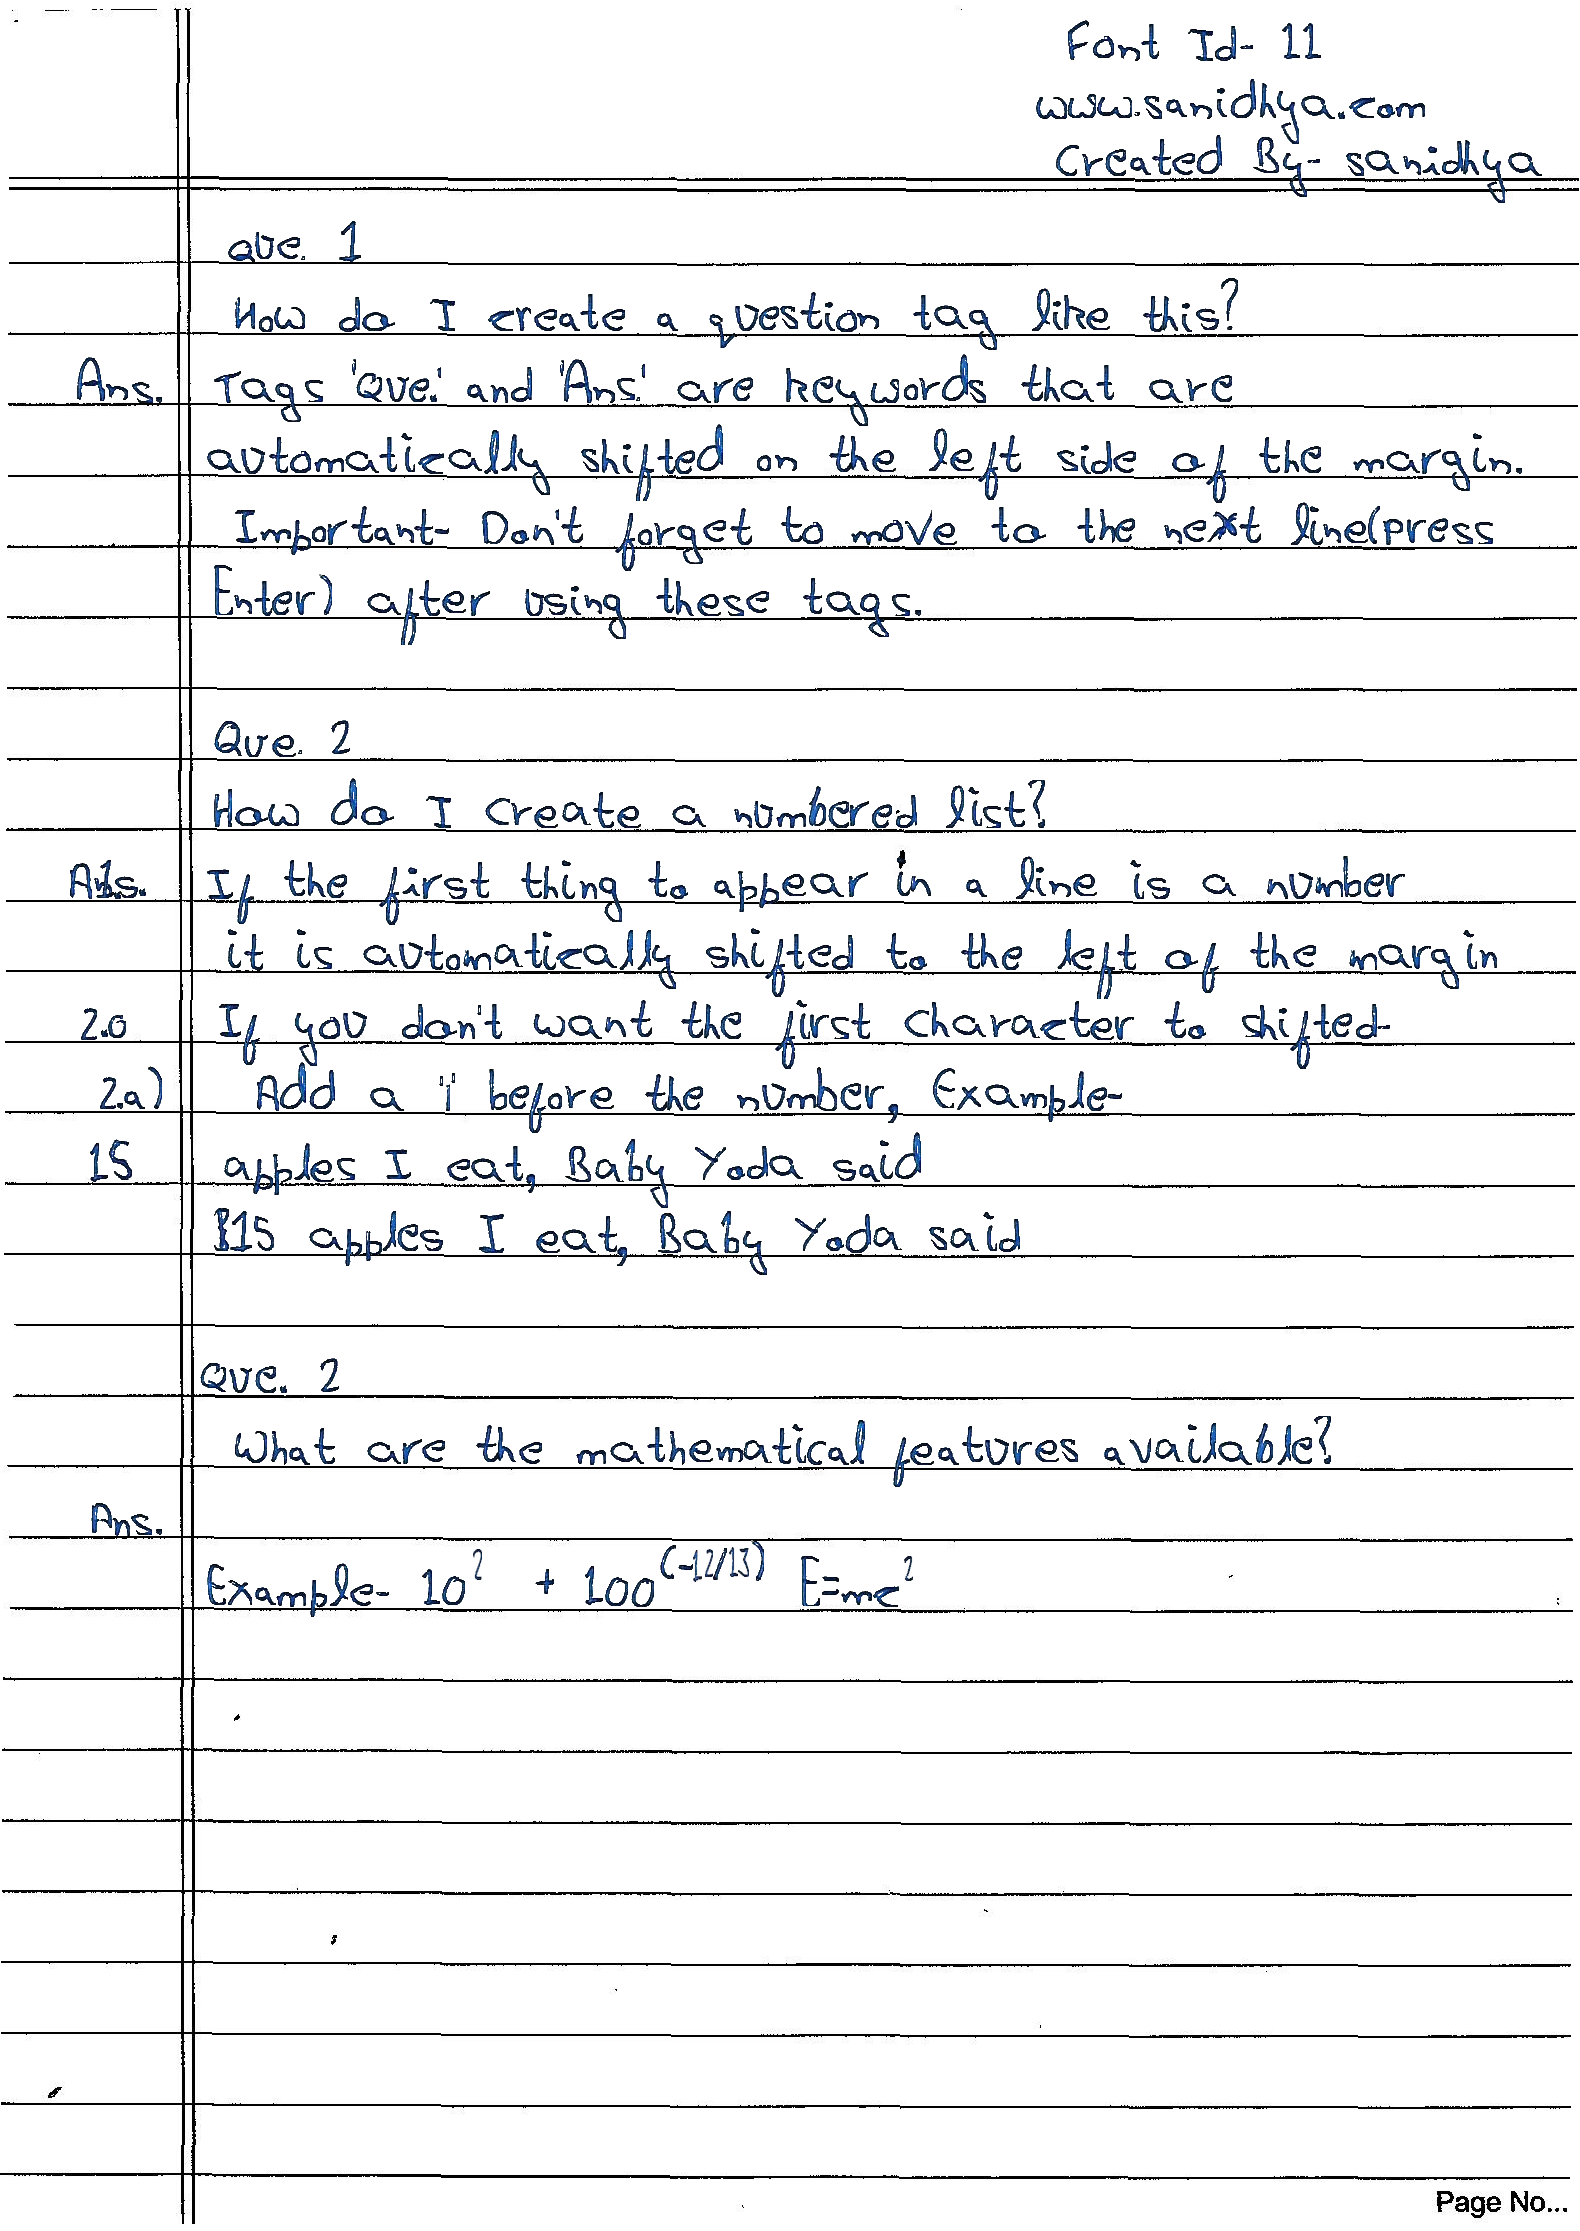 Font Id- 11
www.sanidhya.com
Created By- sanidhya
Que. 1
How do I create a question tag like this?
Ans. Tags 'Que.' and 'Ans.' are keywords that are
automatically shifted on the left side of the margin.
Important- Don't forget to move to the next line(press
Enter) after using these tags.
Que. 2
How do I create a numbered list?
Ans. If the first thing to appear in a line is a number
it is automatically shifted to the left of the margin
2.0 If you don't want the first character to shifted-
2.a) Add a before the number, Example-
15 apples I eat, Baby Yoda said
15 apples I eat, Baby Yoda said
Que. 2
What are the mathematical features available?
Ans.
Example- 10² + 100⁽⁻¹²/¹³⁾ E=mc²
Page No...